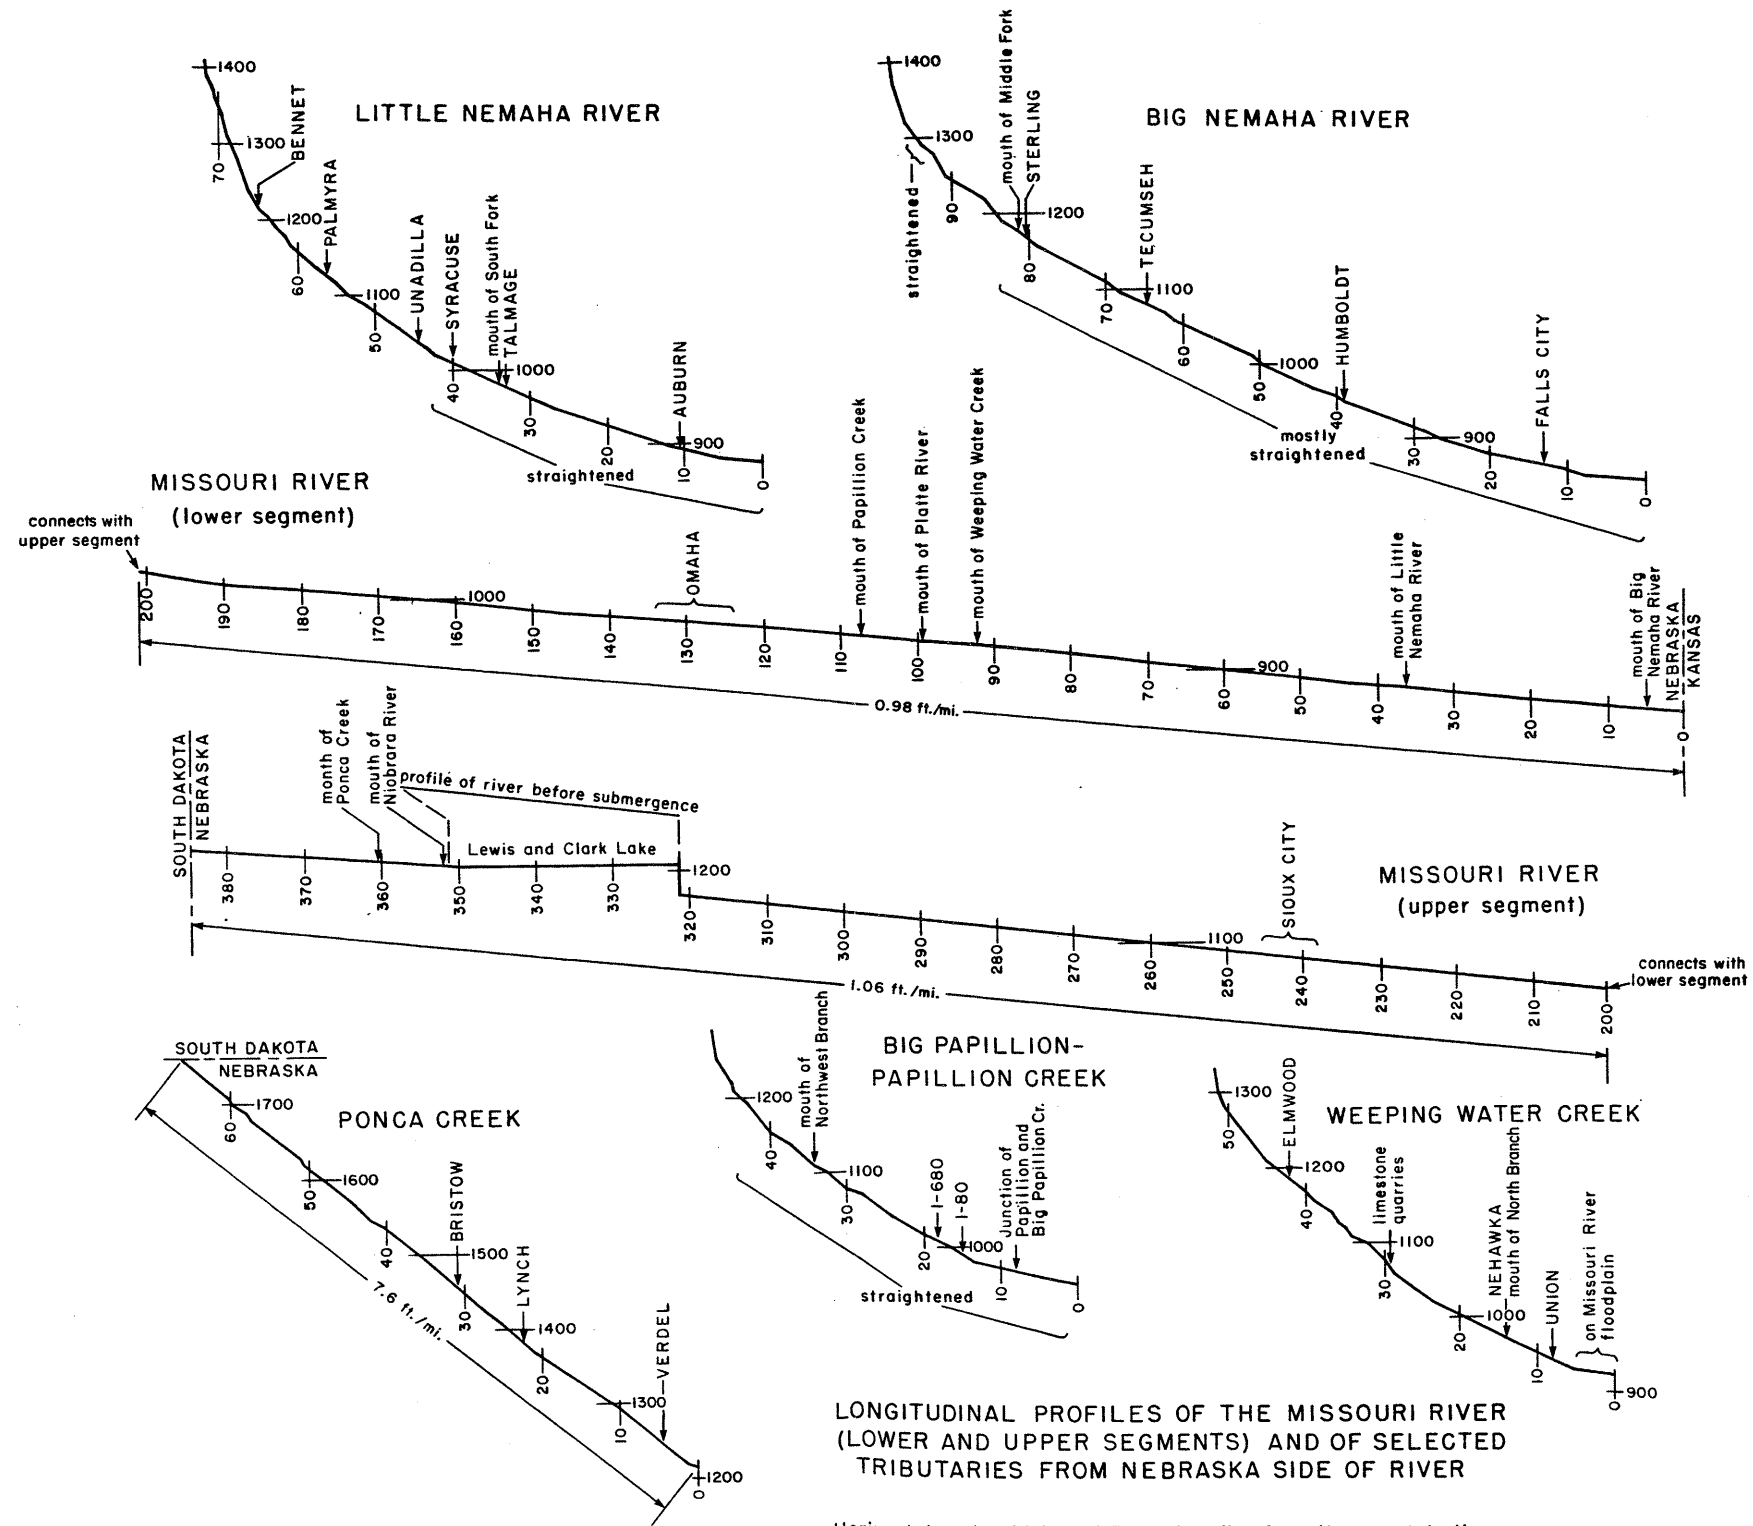 LITTLE NEMAHA RIVER
1400
1300
1200
1100
1000
900
70
60
50
40
30
20
10
0
BENNET
PALMYRA
UNADILLA
SYRACUSE
mouth of South Fork
TALMAGE
AUBURN
straightened
BIG NEMAHA RIVER
1400
1300
1200
1100
1000
900
90
80
70
60
50
40
30
20
10
0
straightened
mouth of Middle Fork
STERLING
TECUMSEH
HUMBOLDT
FALLS CITY
mostly
straightened
MISSOURI RIVER
(lower segment)
connects with
upper segment
200
190
180
170
160
150
140
130
120
110
100
90
80
70
60
50
40
30
20
10
0
1000
900
OMAHA
mouth of Papillion Creek
mouth of Platte River
mouth of Weeping Water Creek
mouth of Little
Nemaha River
mouth of Big
Nemaha River
NEBRASKA
KANSAS
0.98 ft./mi.
SOUTH DAKOTA
NEBRASKA
month of
Ponca Creek
mouth of
Niobrara River
profile of river before submergence
Lewis and Clark Lake
1200
1100
380
370
360
350
340
330
320
310
300
290
280
270
260
250
240
230
220
210
200
SIOUX CITY
MISSOURI RIVER
(upper segment)
connects with
lower segment
1.06 ft./mi.
SOUTH DAKOTA
NEBRASKA
PONCA CREEK
1700
1600
1500
1400
1300
1200
60
50
40
30
20
10
0
BRISTOW
LYNCH
VERDEL
7.6 ft./mi.
BIG PAPILLION-
PAPILLION CREEK
1200
1100
1000
40
30
20
10
0
mouth of
Northwest Branch
I-680
I-80
Junction of
Papillion and
Big Papillion Cr.
straightened
WEEPING WATER CREEK
1300
1200
1100
1000
900
50
40
30
20
10
0
ELMWOOD
limestone
quarries
NEHAWKA
mouth of North Branch
UNION
on Missouri River
floodplain
LONGITUDINAL PROFILES OF THE MISSOURI RIVER
(LOWER AND UPPER SEGMENTS) AND OF SELECTED
TRIBUTARIES FROM NEBRASKA SIDE OF RIVER